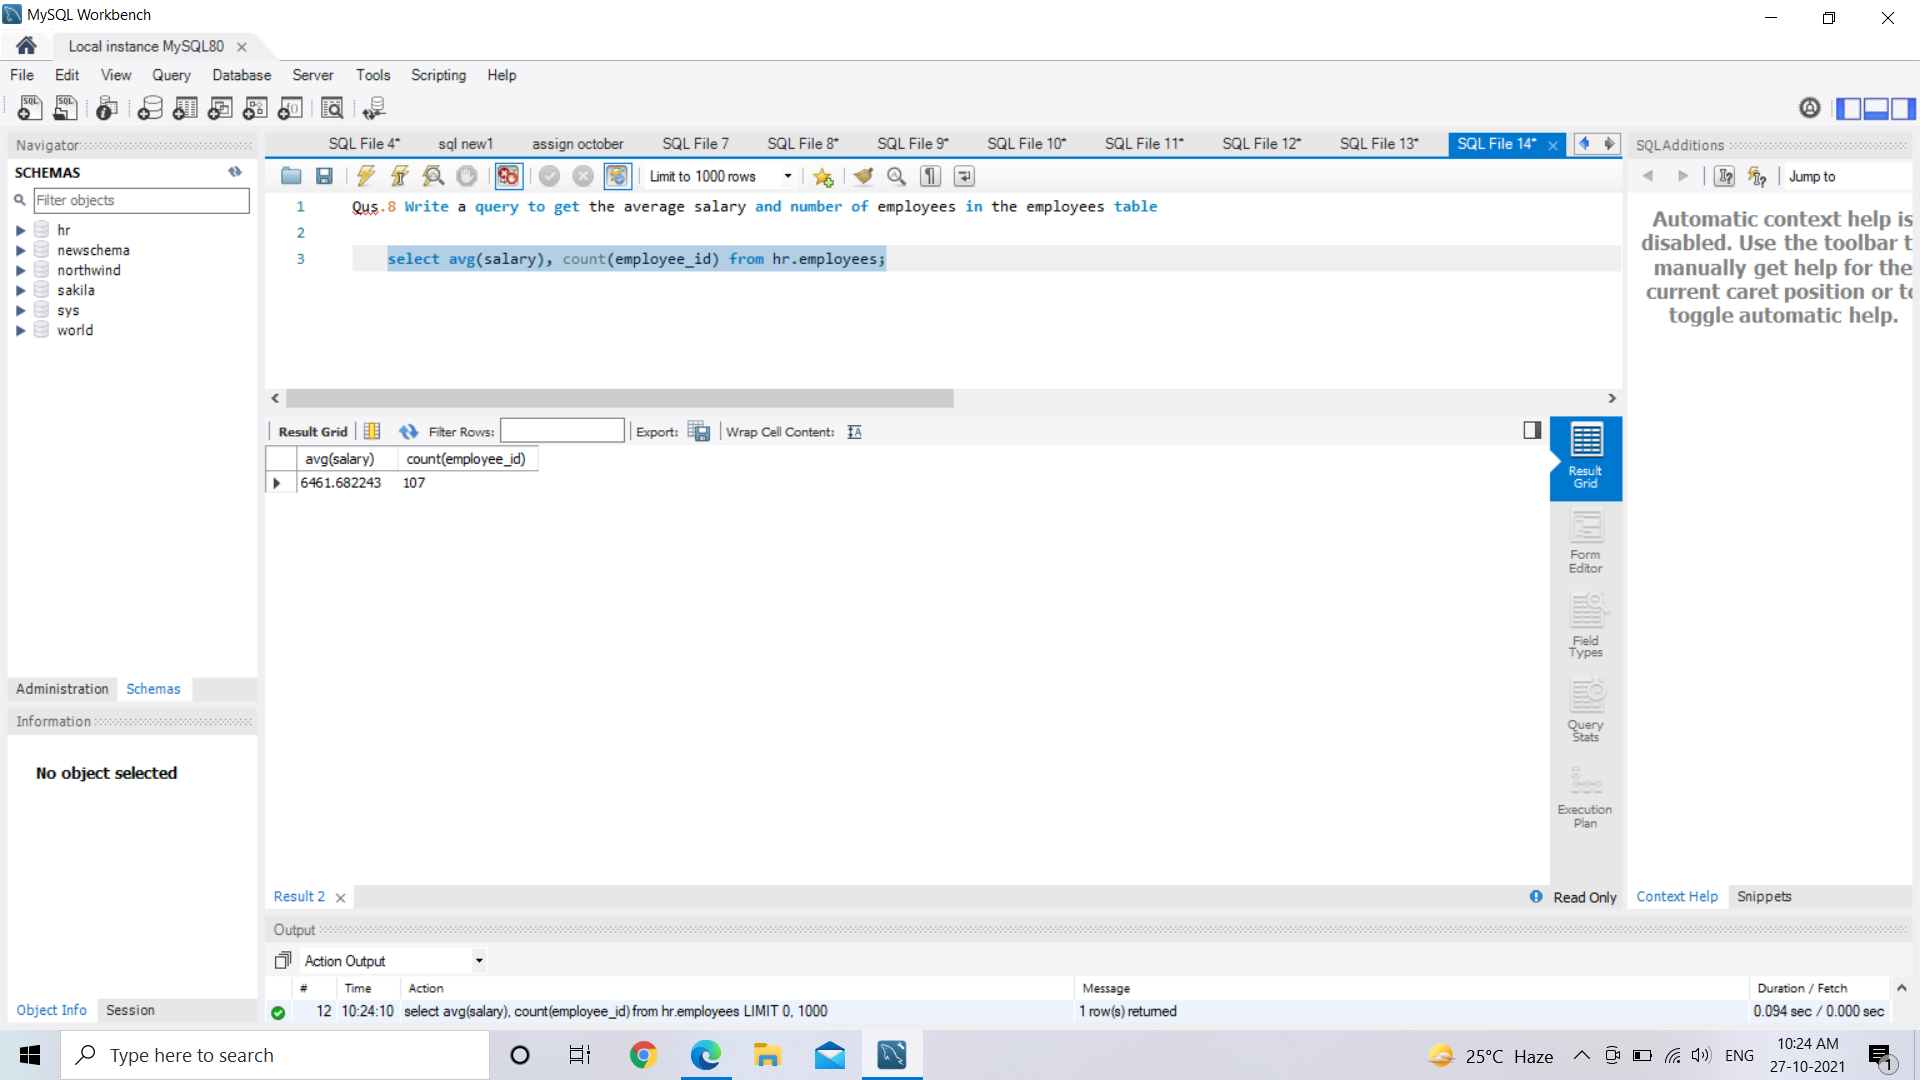 MySQL Workbench
Local instance MySQL80
File Edit View Query Database Server Tools Scripting Help
Navigator
SCHEMAS
Filter objects
hr
newschema
northwind
sakila
sys
world
Administration Schemas
Information
No object selected
Object Info Session
SQL File 4* sql new1 assign october SQL File 7 SQL File 8* SQL File 9* SQL File 10* SQL File 11* SQL File 12* SQL File 13* SQL File 14*
Limit to 1000 rows
1 Qus.8 Write a query to get the average salary and number of employees in the employees table
2
3 select avg(salary), count(employee_id) from hr.employees;
Result Grid Filter Rows: Export: Wrap Cell Content:
avg(salary) count(employee_id)
6461.682243 107
Result Grid
Form Editor
Field Types
Query Stats
Execution Plan
Result 2 Read Only
SQLAdditions
Jump to
Automatic context help is
disabled. Use the toolbar t
manually get help for the
current caret position or to
toggle automatic help.
Context Help Snippets
Output
Action Output
# Time Action Message Duration / Fetch
12 10:24:10 select avg(salary), count(employee_id) from hr.employees LIMIT 0, 1000 1 row(s) returned 0.094 sec / 0.000 sec
Type here to search
25°C Haze
ENG
10:24 AM
27-10-2021
1